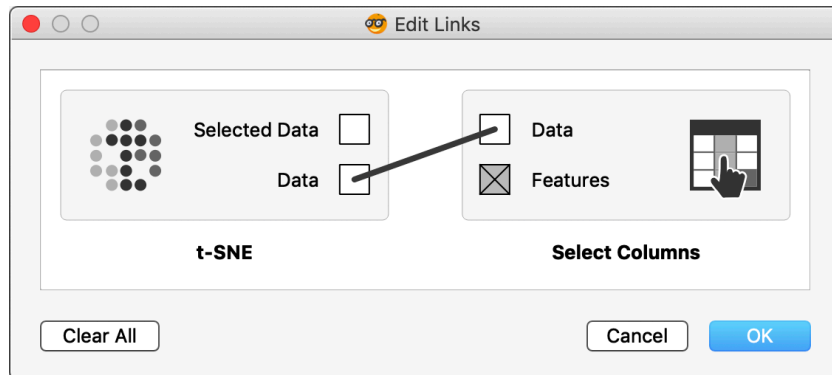 Edit Links
Selected Data
Data
Data
Features
t-SNE
Select Columns
Clear All
Cancel
OK